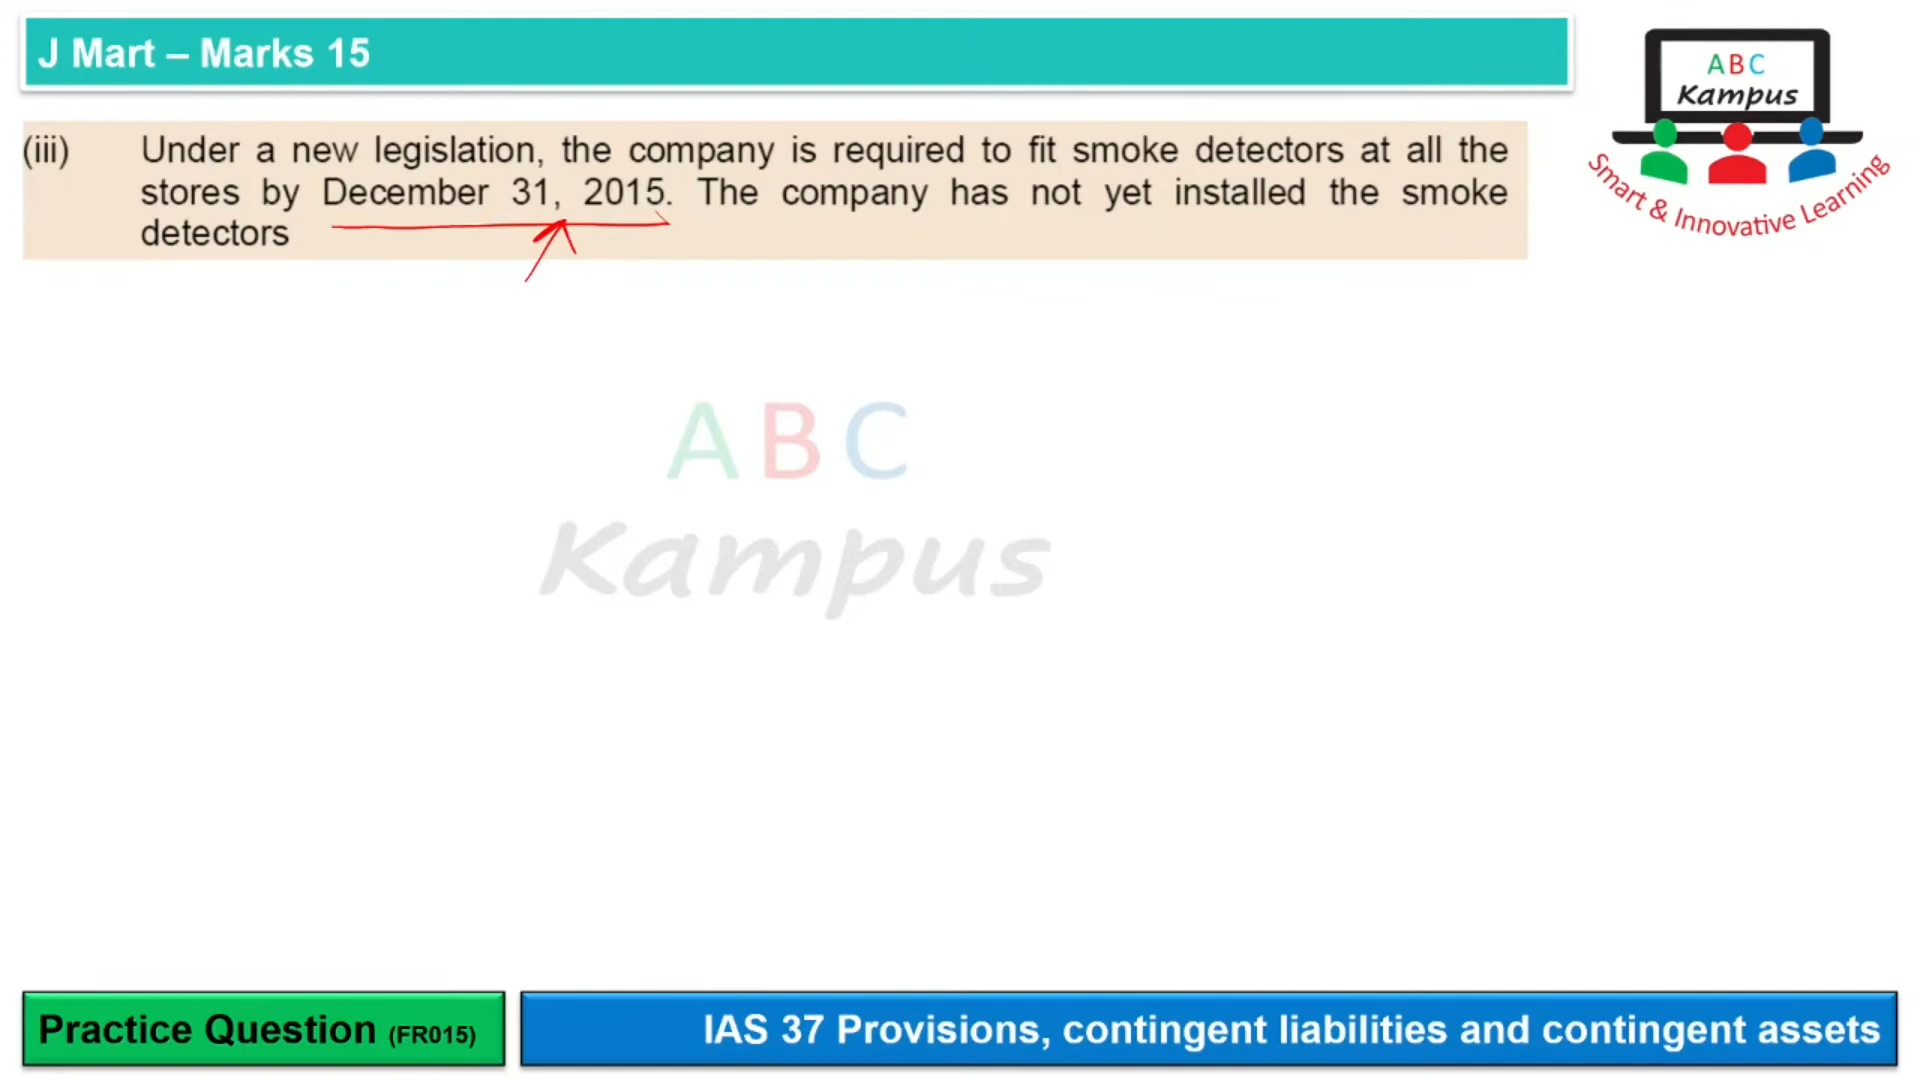 J Mart – Marks 15
ABC
Kampus
Smart & Innovative Learning
(iii) Under a new legislation, the company is required to fit smoke detectors at all the
stores by December 31, 2015. The company has not yet installed the smoke
detectors
ABC
Kampus
Practice Question (FR015)
IAS 37 Provisions, contingent liabilities and contingent assets